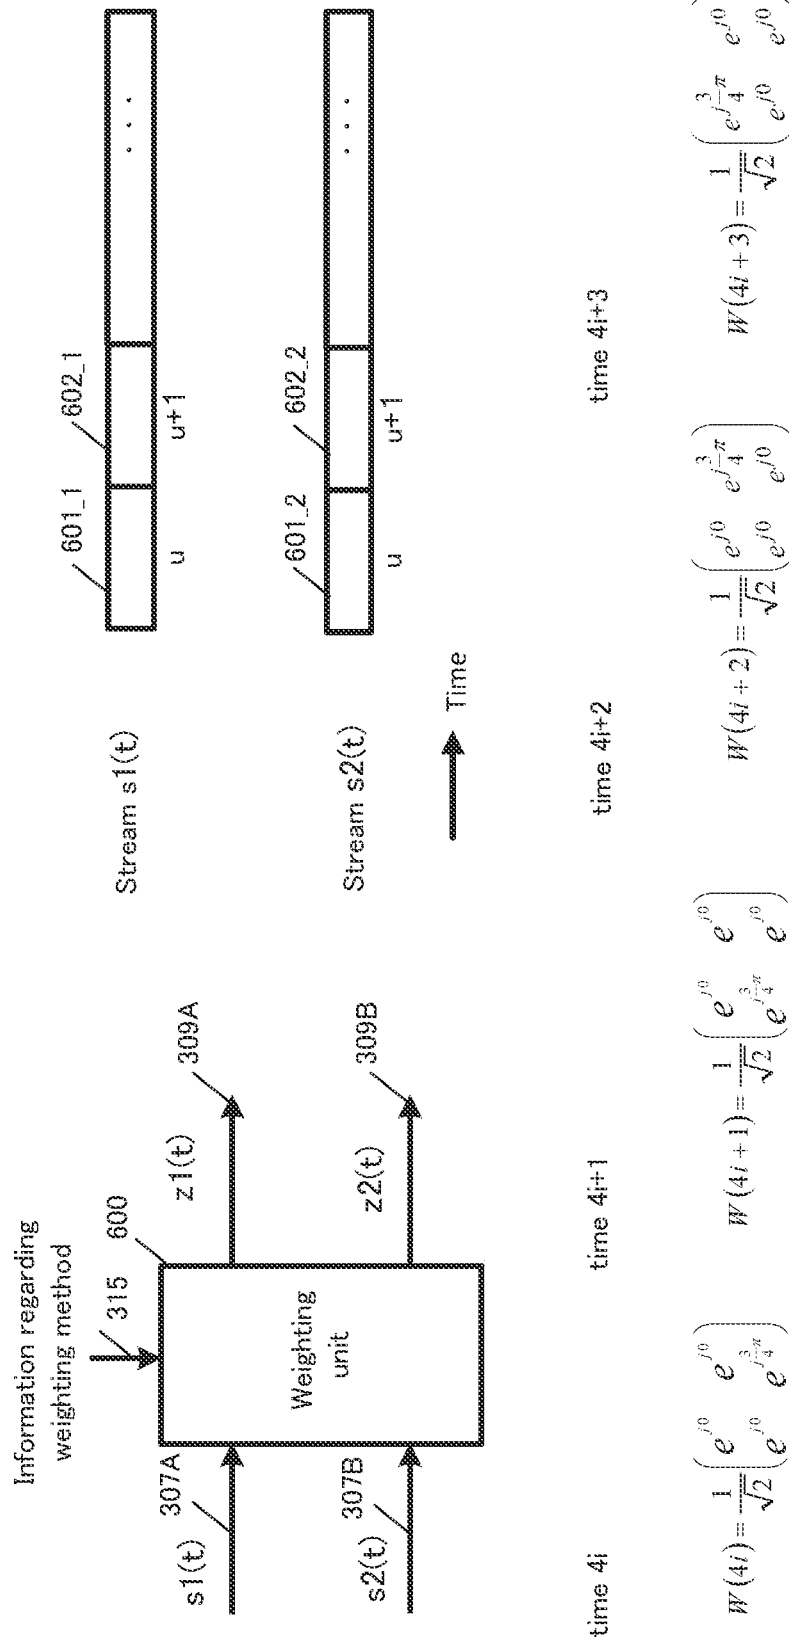 Information regarding
weighting method
315
600
s1(t)
307A
s2(t)
307B
Weighting
unit
z1(t)
309A
z2(t)
309B
Stream s1(t)
601_1
602_1
u
u+1
. . .
Stream s2(t)
601_2
602_2
u
u+1
. . .
Time
time 4i
time 4i+1
time 4i+2
time 4i+3
W(4i) = 1/√2 ( e^{j0} e^{j0} ; e^{j0} e^{j3/4π} )
W(4i + 1) = 1/√2 ( e^{j0} e^{j0} ; e^{j3/4π} e^{j0} )
W(4i + 2) = 1/√2 ( e^{j0} e^{j3/4π} ; e^{j0} e^{j0} )
W(4i + 3) = 1/√2 ( e^{j3/4π} e^{j0} ; e^{j0} e^{j0} )